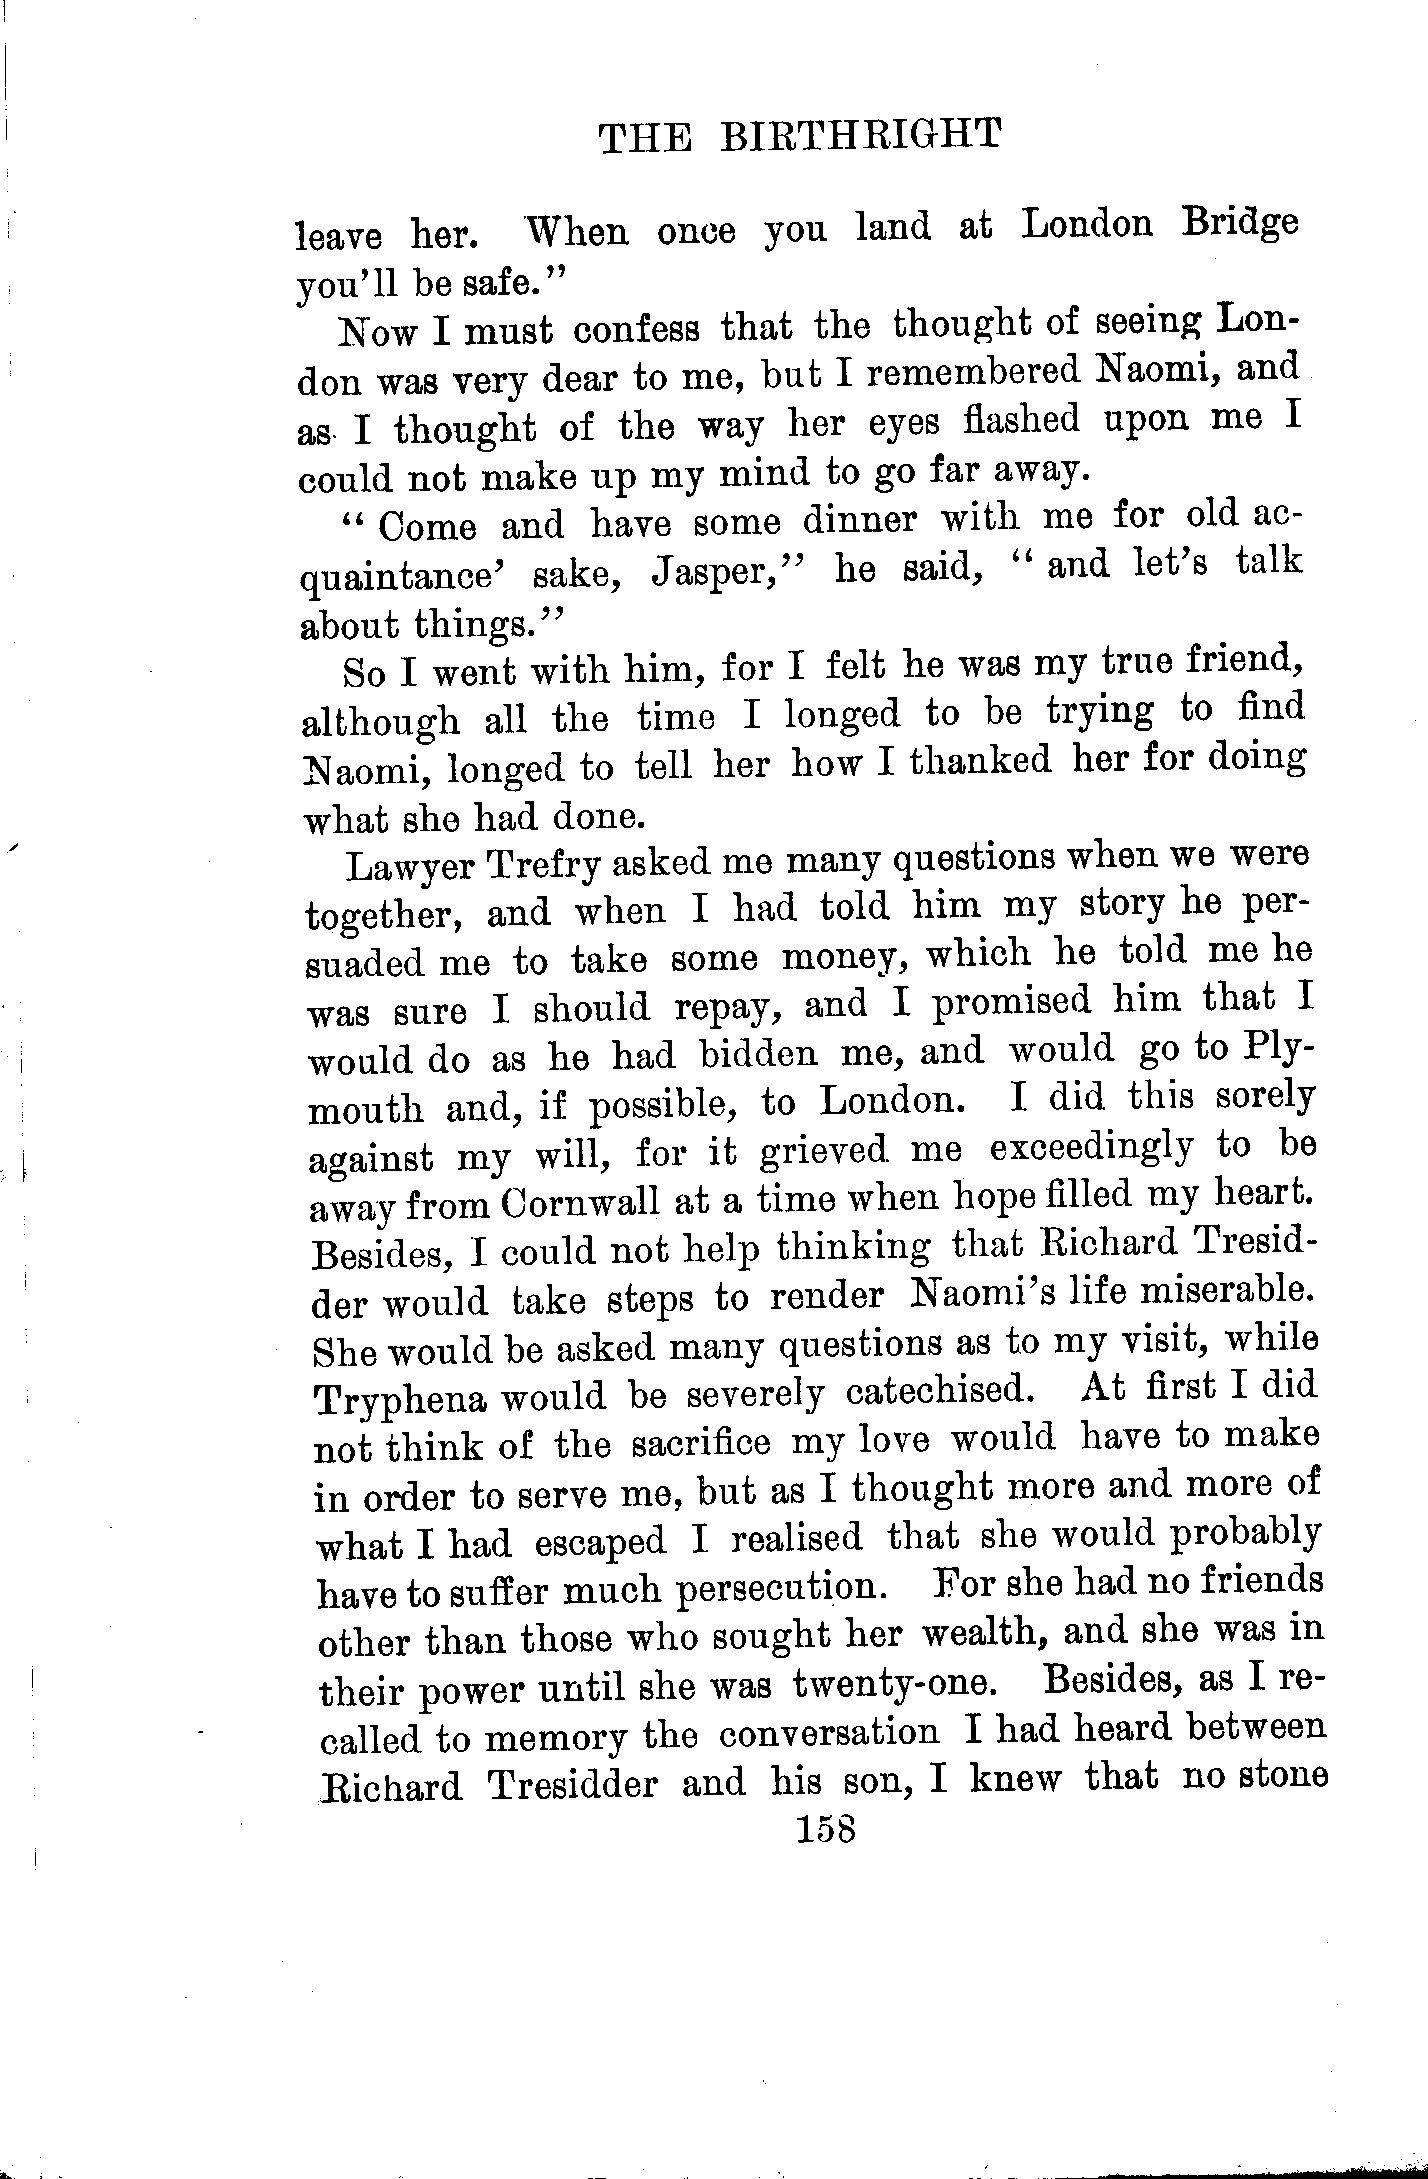 THE BIRTHRIGHT
leave her. When once you land at London Bridge
you'll be safe."
Now I must confess that the thought of seeing Lon-
don was very dear to me, but I remembered Naomi, and
as I thought of the way her eyes flashed upon me I
could not make up my mind to go far away.
"Come and have some dinner with me for old ac-
quaintance' sake, Jasper," he said, "and let's talk
about things."
So I went with him, for I felt he was my true friend,
although all the time I longed to be trying to find
Naomi, longed to tell her how I thanked her for doing
what she had done.
Lawyer Trefry asked me many questions when we were
together, and when I had told him my story he per-
suaded me to take some money, which he told me he
was sure I should repay, and I promised him that I
would do as he had bidden me, and would go to Ply-
mouth and, if possible, to London. I did this sorely
against my will, for it grieved me exceedingly to be
away from Cornwall at a time when hope filled my heart.
Besides, I could not help thinking that Richard Tresid-
der would take steps to render Naomi's life miserable.
She would be asked many questions as to my visit, while
Tryphena would be severely catechised. At first I did
not think of the sacrifice my love would have to make
in order to serve me, but as I thought more and more of
what I had escaped I realised that she would probably
have to suffer much persecution. For she had no friends
other than those who sought her wealth, and she was in
their power until she was twenty-one. Besides, as I re-
called to memory the conversation I had heard between
Richard Tresidder and his son, I knew that no stone
158